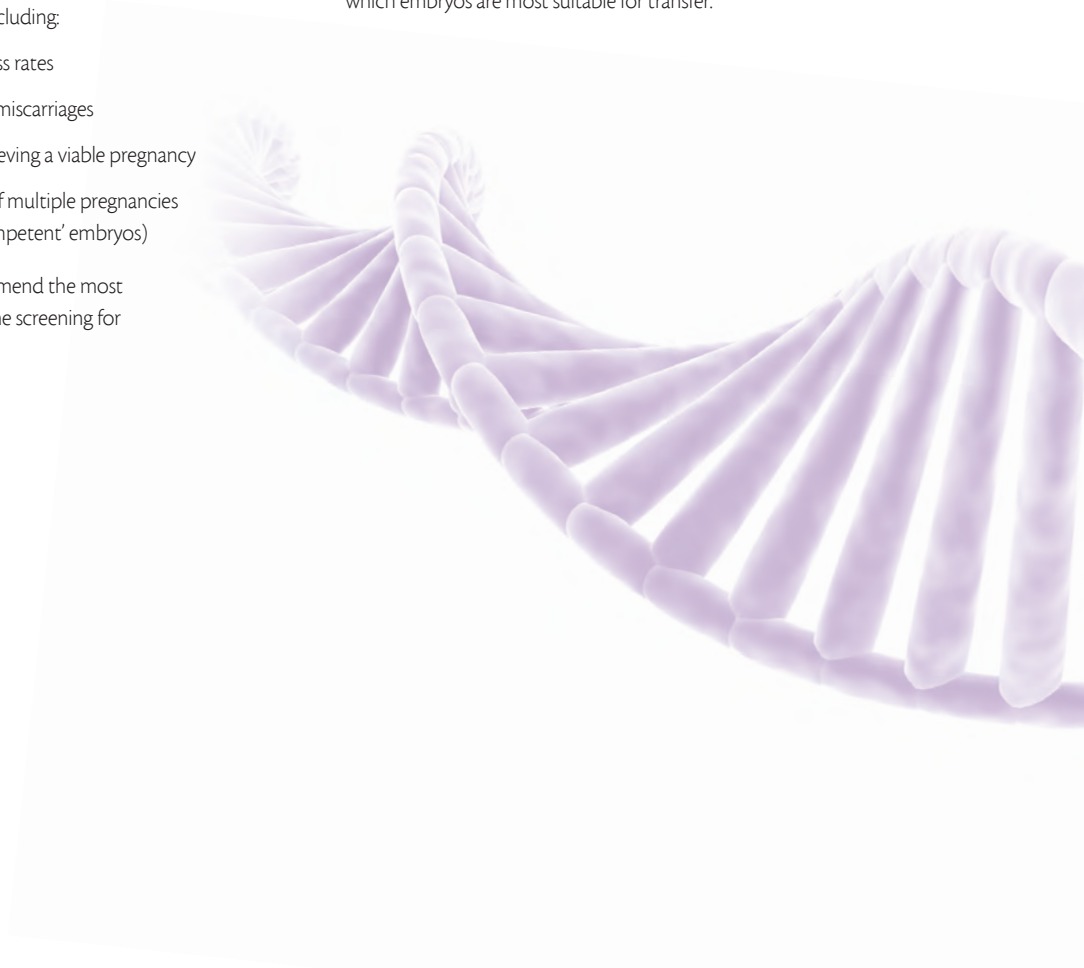 cluding:
ss rates
miscarriages
eving a viable pregnancy
f multiple pregnancies
mpetent’ embryos)
mend the most
ne screening for
which embryos are most suitable for transfer.